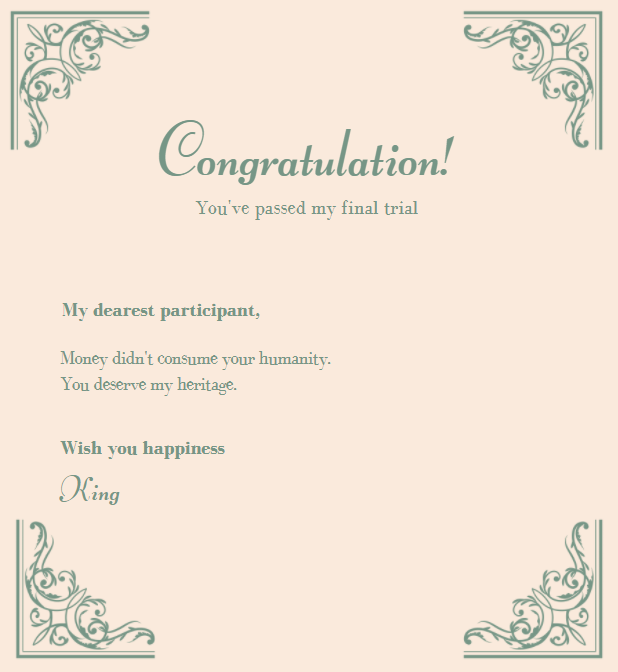 Congratulation!
You've passed my final trial
My dearest participant,
Money didn't consume your humanity.
You deserve my heritage.
Wish you happiness
King